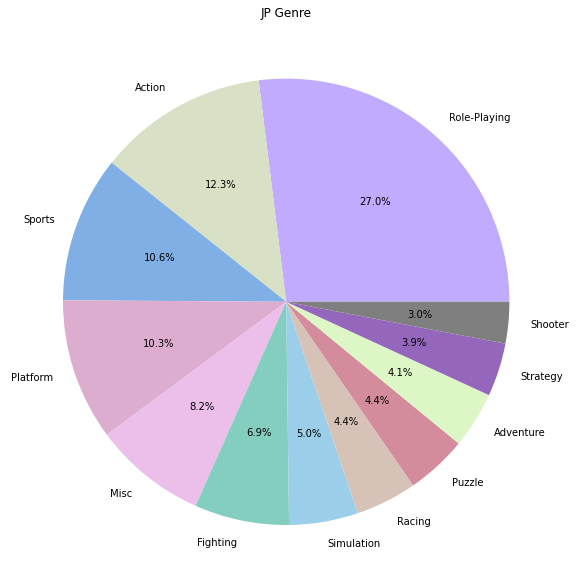 JP Genre
Role-Playing
27.0%
Action
12.3%
Sports
10.6%
Platform
10.3%
Misc
8.2%
Fighting
6.9%
Simulation
5.0%
Racing
4.4%
Puzzle
4.4%
Adventure
4.1%
Strategy
3.9%
Shooter
3.0%